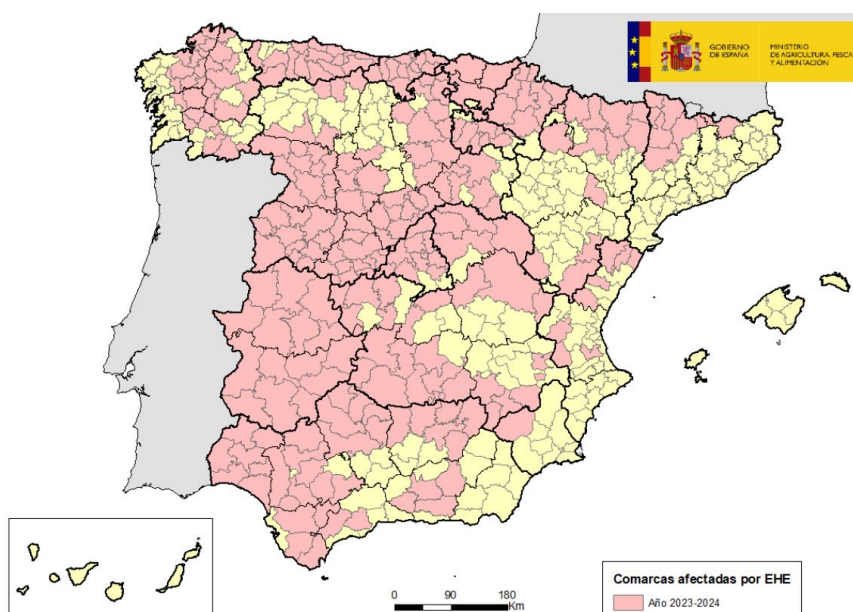 GOBIERNO
DE ESPAÑA
MINISTERIO
DE AGRICULTURA, PESCA
Y ALIMENTACIÓN
0 90 180
Km
Comarcas afectadas por EHE
Año 2023-2024